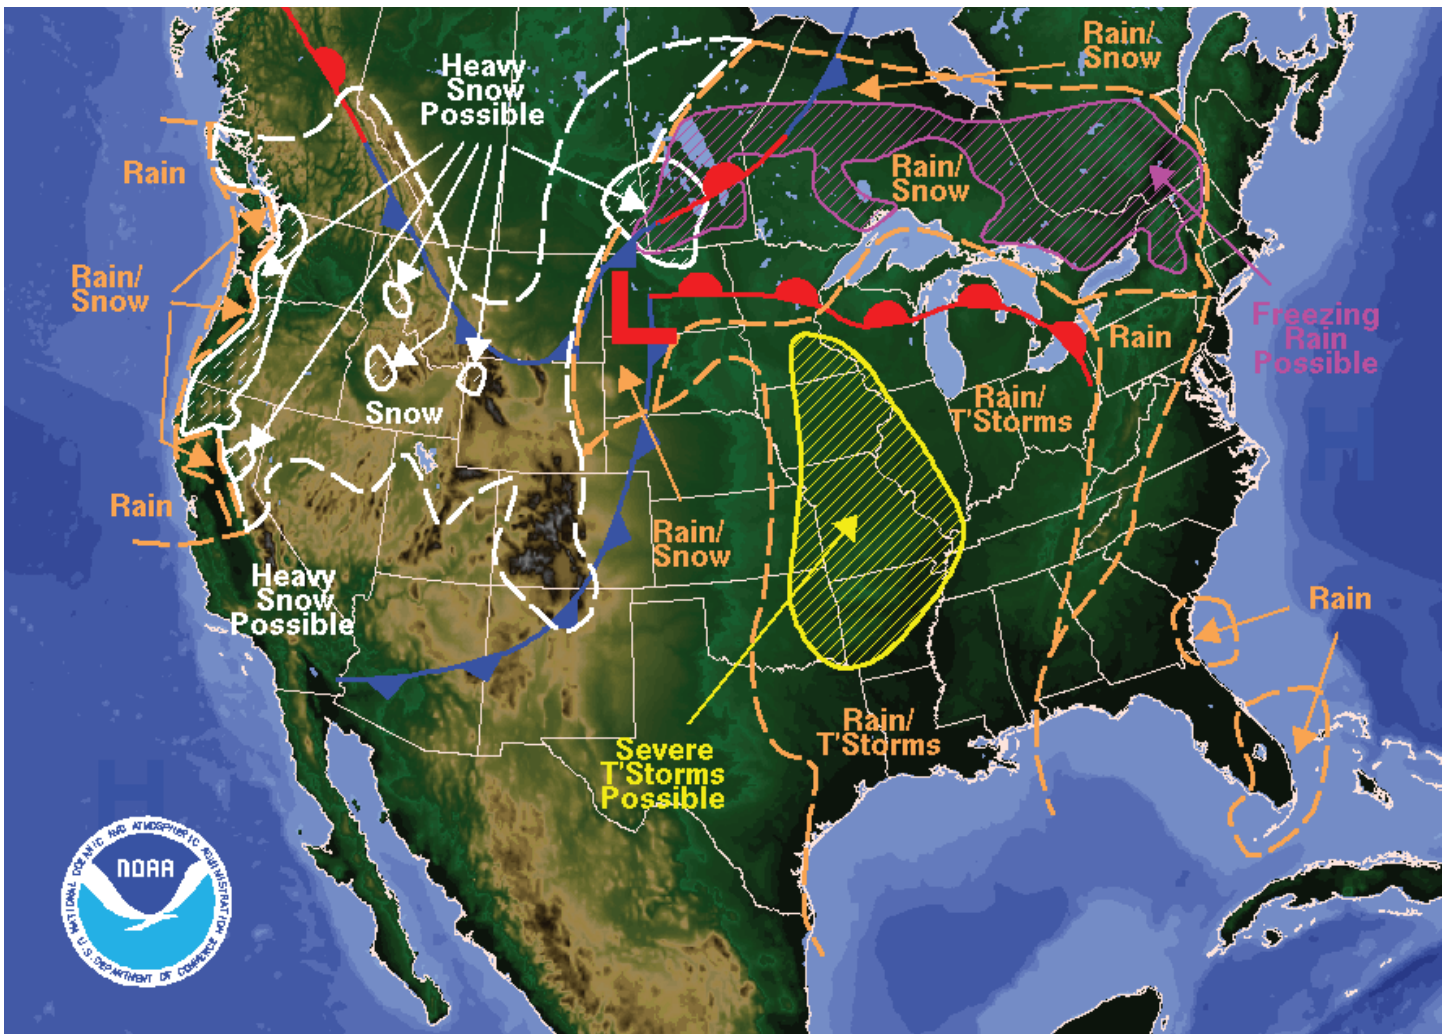 Rain/
Snow
Heavy
Snow
Possible
Rain
Rain/
Snow
Rain/
Snow
Freezing
Rain
Possible
Rain
L
H
Rain/
T'Storms
Snow
Rain
Rain/
Snow
Heavy
Snow
Possible
Rain
Rain/
T'Storms
Severe
T'Storms
Possible
H
NATIONAL OCEANIC AND ATMOSPHERIC ADMINISTRATION
NOAA
U.S. DEPARTMENT OF COMMERCE